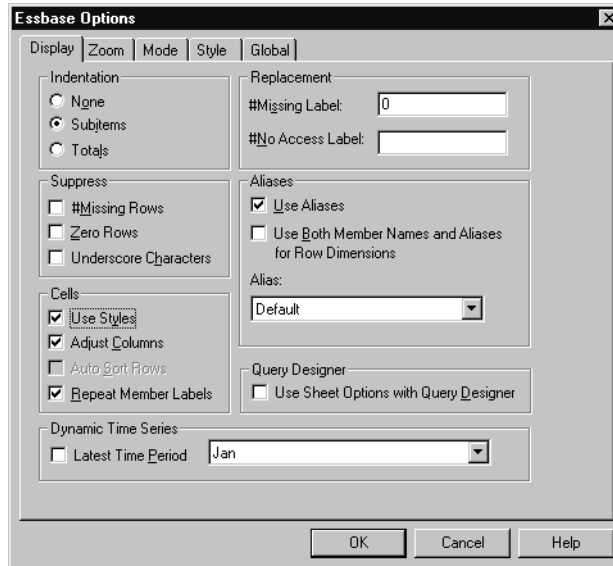 Essbase Options
Display Zoom Mode Style Global
Indentation
None
Subitems
Totals
Replacement
#Missing Label: 0
#No Access Label:
Suppress
#Missing Rows
Zero Rows
Underscore Characters
Aliases
Use Aliases
Use Both Member Names and Aliases
for Row Dimensions
Alias:
Default
Cells
Use Styles
Adjust Columns
Auto Sort Rows
Repeat Member Labels
Query Designer
Use Sheet Options with Query Designer
Dynamic Time Series
Latest Time Period Jan
OK Cancel Help